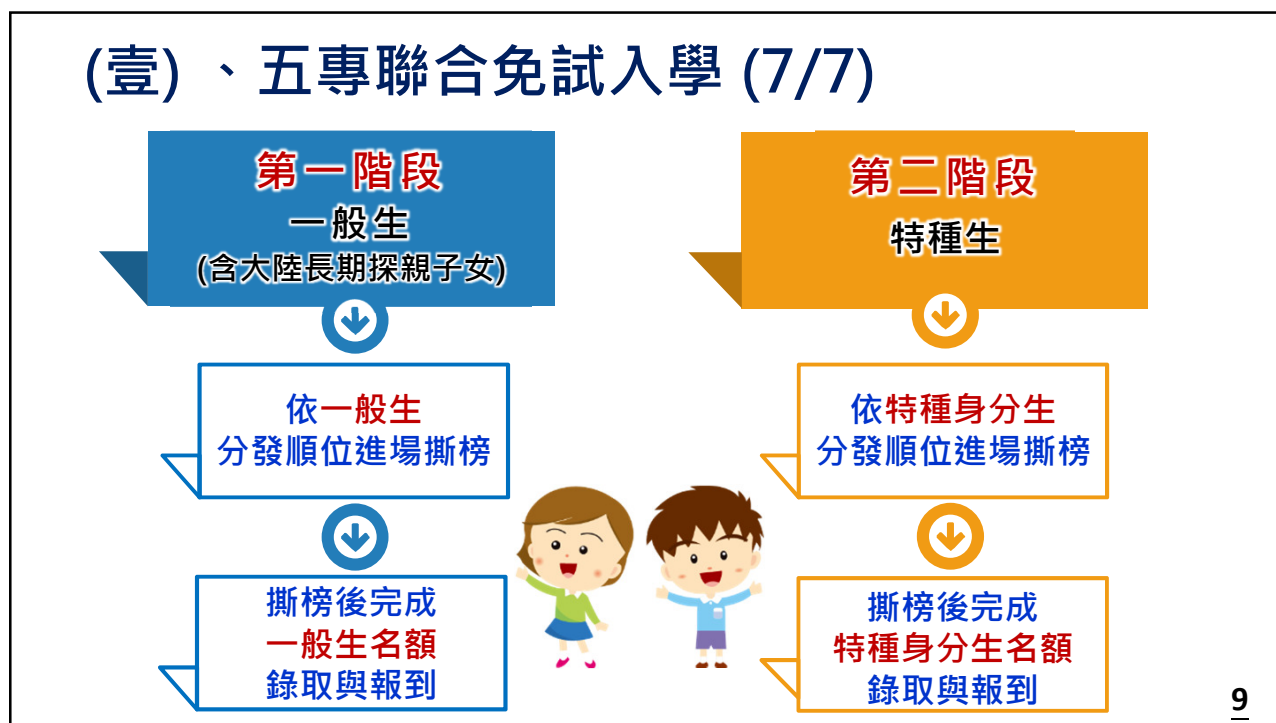 (壹) 、五專聯合免試入學 (7/7)
第一階段
一般生
(含大陸長期探親子女)
依一般生
分發順位進場撕榜
撕榜後完成
一般生名額
錄取與報到
第二階段
特種生
依特種身分生
分發順位進場撕榜
撕榜後完成
特種身分生名額
錄取與報到
9